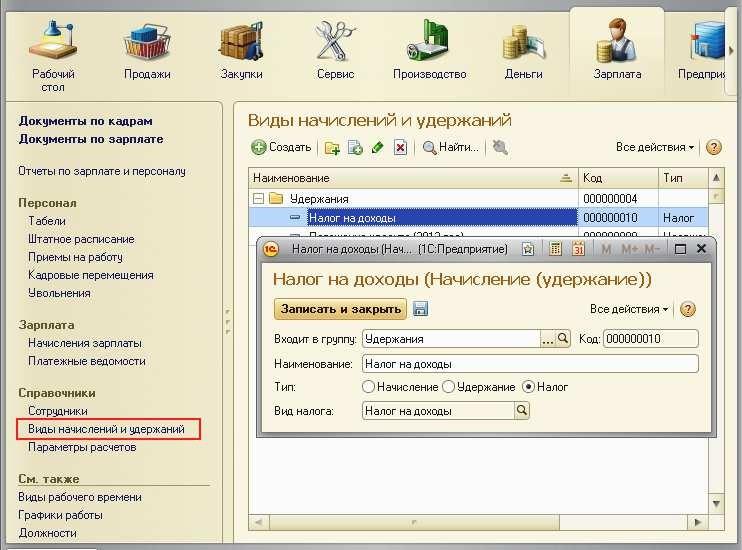 Рабочий стол
Продажи
Закупки
Сервис
Производство
Деньги
Зарплата
Предпри
Документы по кадрам
Документы по зарплате
Отчеты по зарплате и персоналу
Персонал
Табели
Штатное расписание
Приемы на работу
Кадровые перемещения
Увольнения
Зарплата
Начисления зарплаты
Платежные ведомости
Справочники
Сотрудники
Виды начислений и удержаний
Параметры расчетов
См. также
Виды рабочего времени
Графики работы
Должности
Виды начислений и удержаний
Создать
Найти...
Все действия
Наименование Код Тип
Удержания 000000004
Налог на доходы 000000010 Налог
Налог на доходы (Нач... (1С:Предприятие) M M+ M-
Налог на доходы (Начисление (удержание))
Записать и закрыть Все действия
Входит в группу: Удержания ... Код: 000000010
Наименование: Налог на доходы
Тип: Начисление Удержание Налог
Вид налога: Налог на доходы